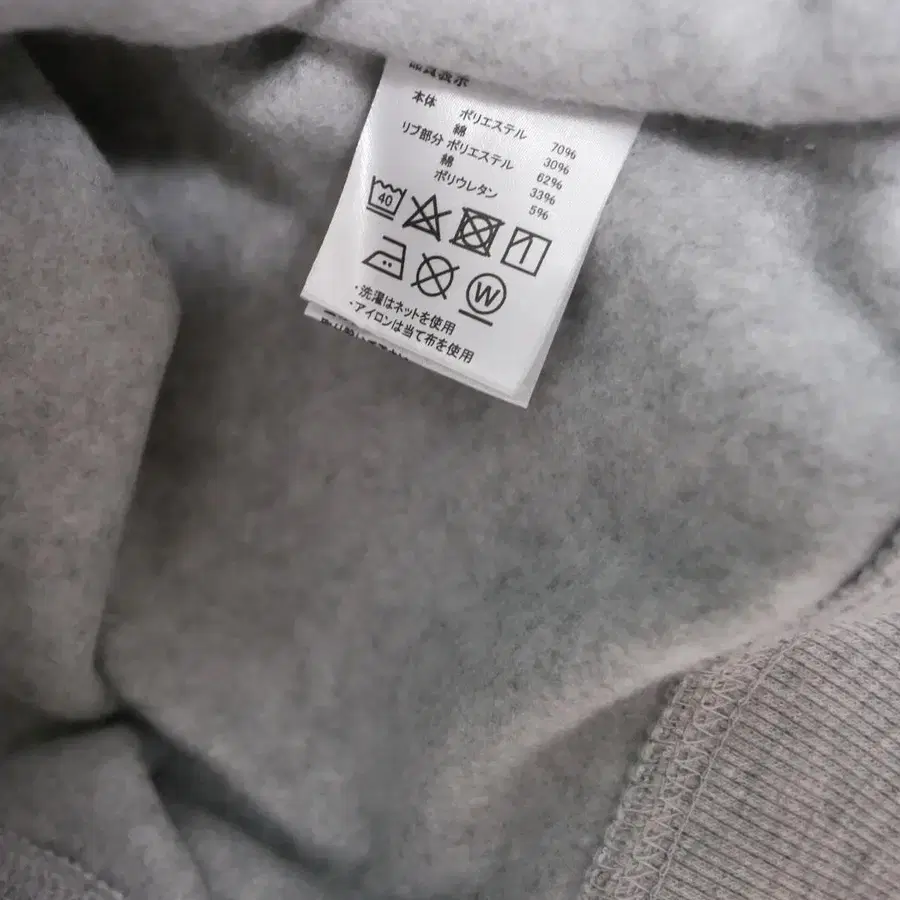 品質表示
本体 ポリエステル 70%
綿 30%
リブ部分 ポリエステル 62%
綿 33%
ポリウレタン 5%
40
W
・洗濯はネットを使用
・アイロンは当て布を使用